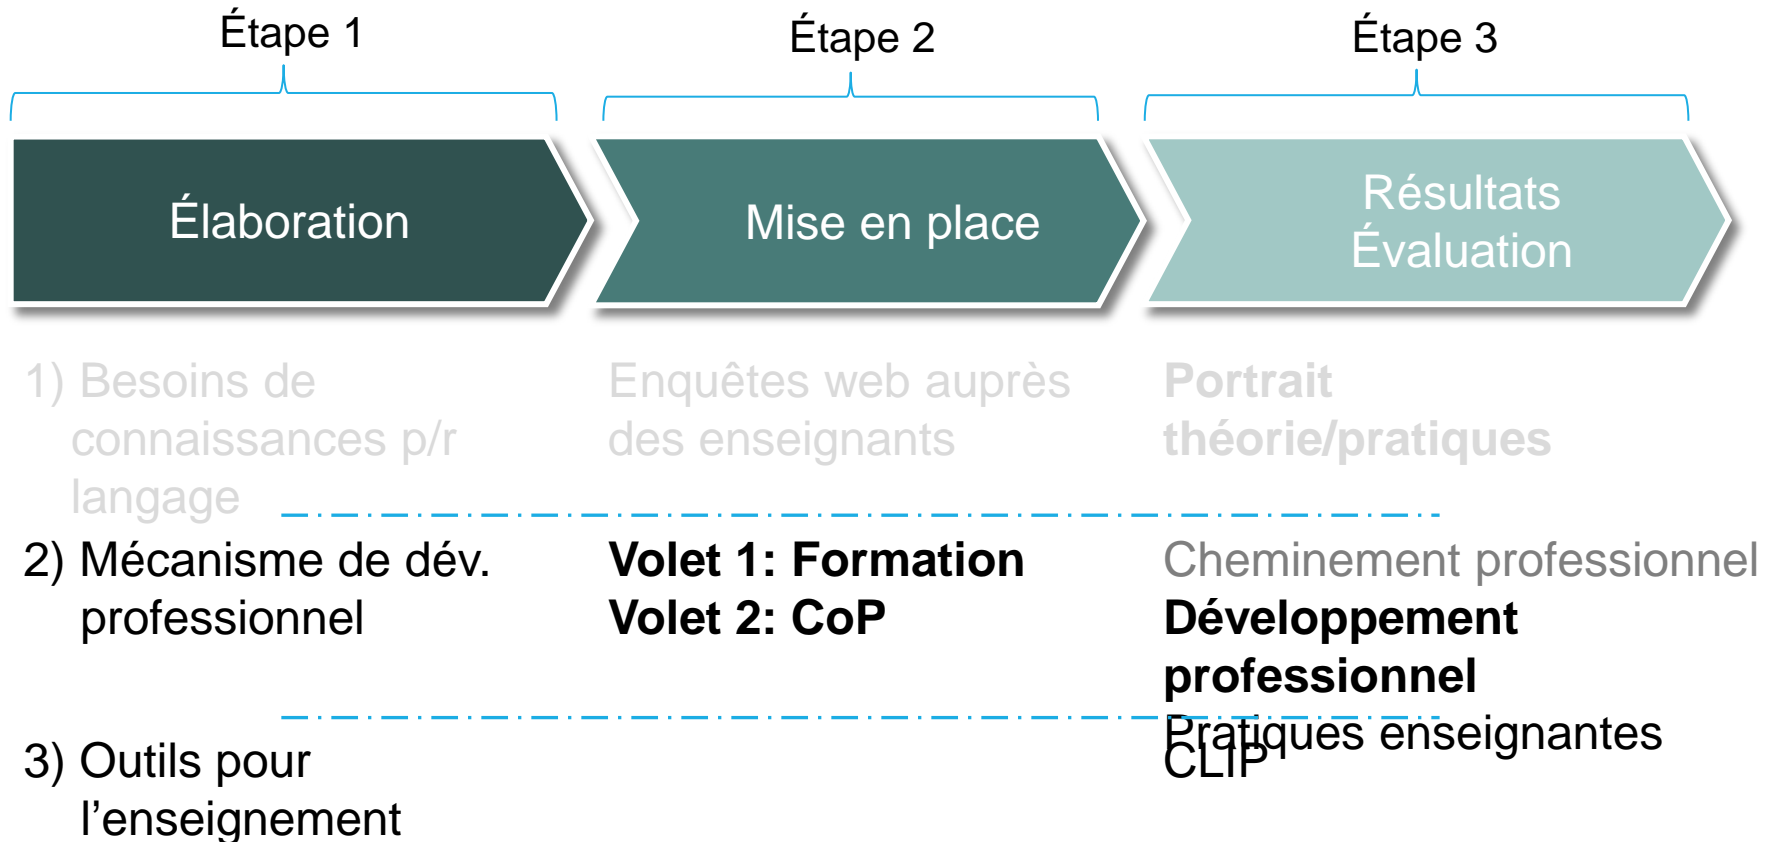 Étape 1
Étape 2
Étape 3
Élaboration
Mise en place
Résultats
Évaluation
1) Besoins de
connaissances p/r
langage
Enquêtes web auprès
des enseignants
Portrait
théorie/pratiques
2) Mécanisme de dév.
professionnel
Volet 1: Formation
Volet 2: CoP
Cheminement professionnel
Développement
professionnel
Pratiques enseignantes
3) Outils pour
l’enseignement
CLIP